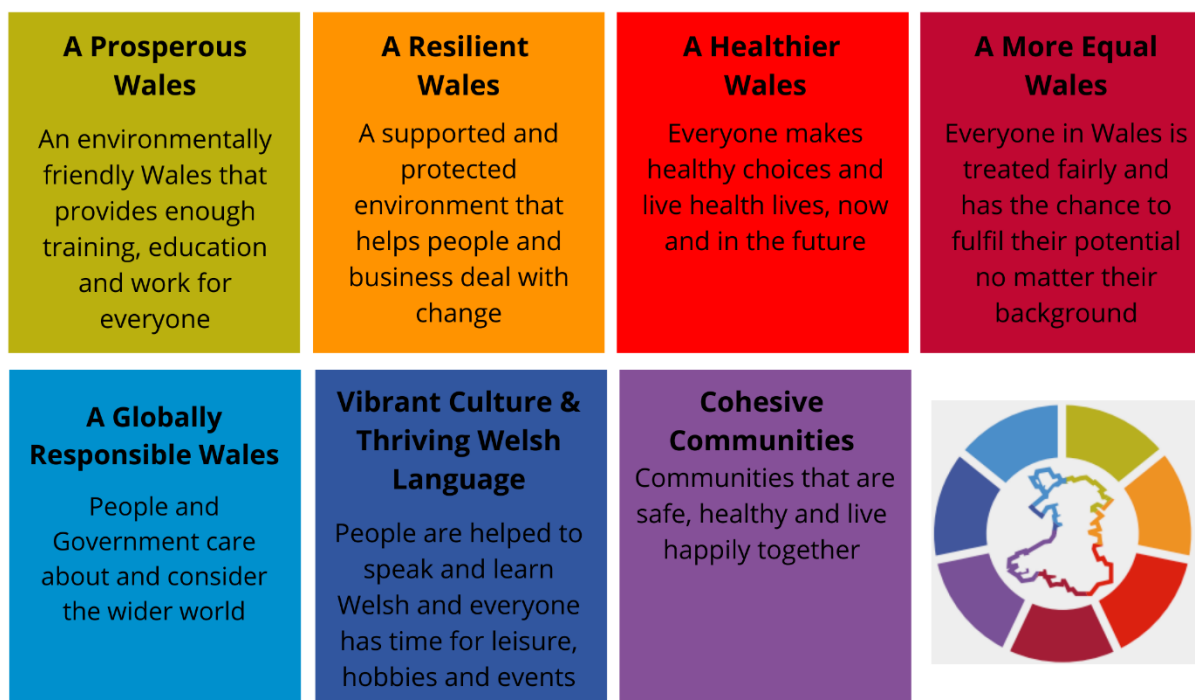 A Prosperous
Wales
An environmentally
friendly Wales that
provides enough
training, education
and work for
everyone
A Resilient
Wales
A supported and
protected
environment that
helps people and
business deal with
change
A Healthier
Wales
Everyone makes
healthy choices and
live health lives, now
and in the future
A More Equal
Wales
Everyone in Wales is
treated fairly and
has the chance to
fulfil their potential
no matter their
background
A Globally
Responsible Wales
People and
Government care
about and consider
the wider world
Vibrant Culture &
Thriving Welsh
Language
People are helped to
speak and learn
Welsh and everyone
has time for leisure,
hobbies and events
Cohesive
Communities
Communities that are
safe, healthy and live
happily together